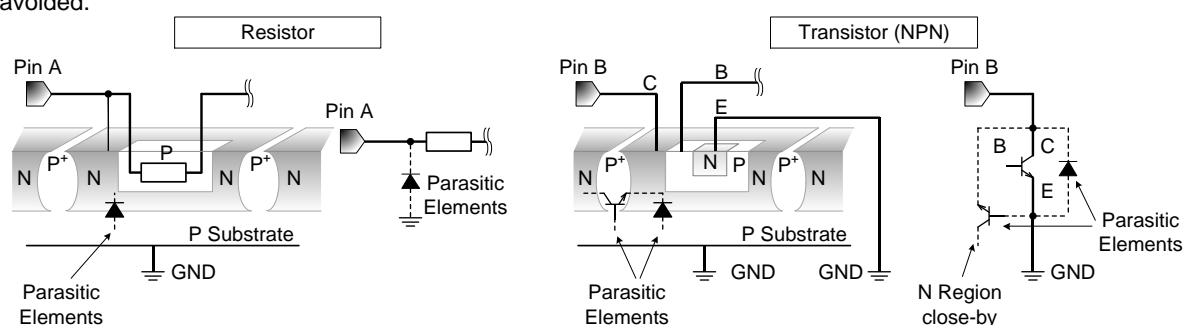 avoided.
Resistor
Transistor (NPN)
Pin A
Pin A
P
N
P+
N
N
P+
N
Parasitic
Elements
P Substrate
GND
Parasitic
Elements
Pin B
C
B
E
N
P+
N
N
P
N
P+
N
P Substrate
GND
GND
Parasitic
Elements
Pin B
B
C
E
Parasitic
Elements
GND
N Region
close-by